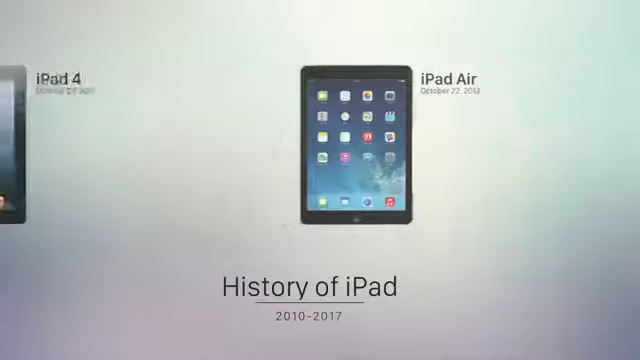 iPad 4
iPad Air
October 22, 2013
History of iPad
2010-2017